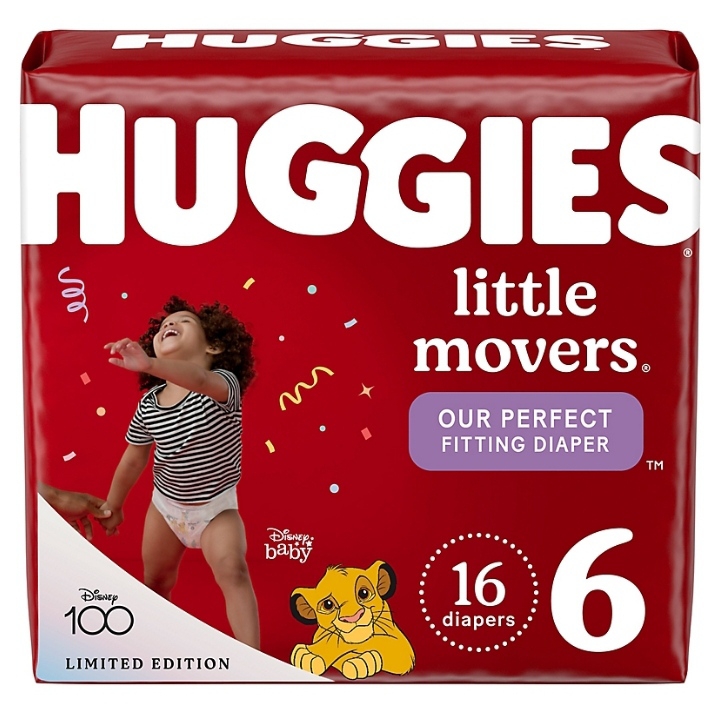 HUGGIES
HUGGIES®
little
movers®
OUR PERFECT
FITTING DIAPER
™
Disney
baby
16
diapers
6
Disney
100
LIMITED EDITION